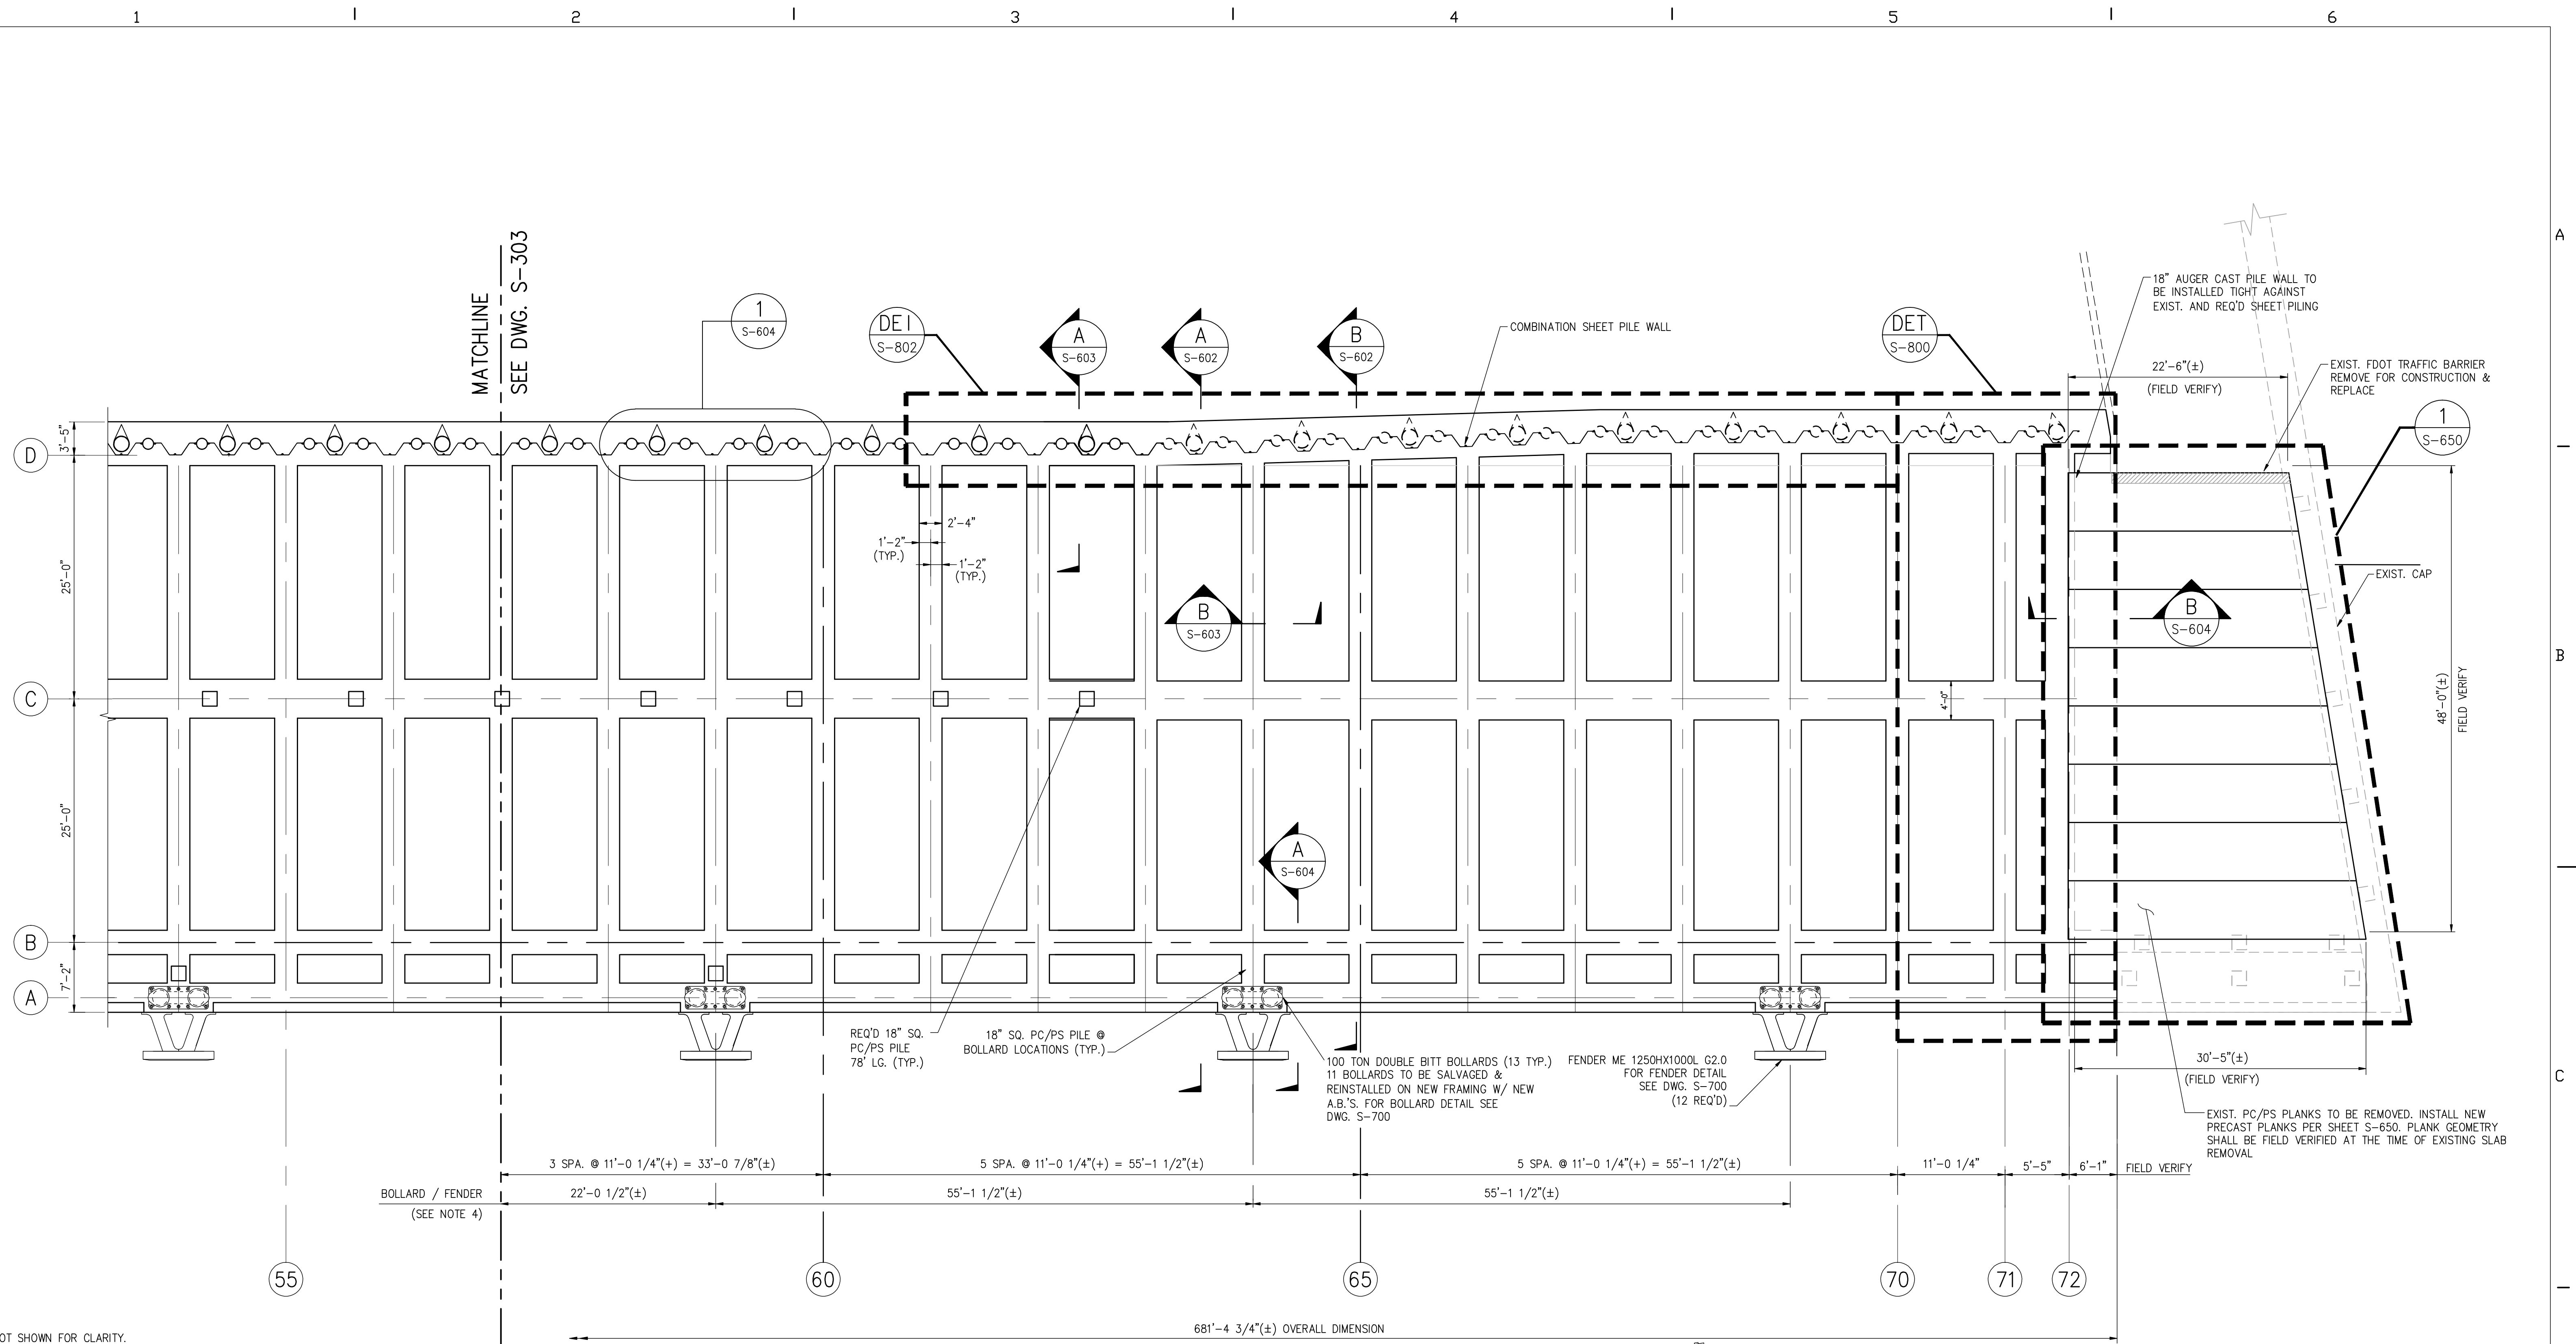 1 2 3 4 5 6
A
B
C
MATCHLINE
SEE DWG. S-303
1
S-604
DE I
S-802
A
S-603
A
S-602
B
S-602
COMBINATION SHEET PILE WALL
DET
S-800
18" AUGER CAST PILE WALL TO
BE INSTALLED TIGHT AGAINST
EXIST. AND REQ'D SHEET PILING
22'-6"(±)
(FIELD VERIFY)
EXIST. FDOT TRAFFIC BARRIER
REMOVE FOR CONSTRUCTION &
REPLACE
1
S-650
EXIST. CAP
D
3'-5"
25'-0"
C
25'-0"
B
7'-2"
A
2'-4"
1'-2"
(TYP.)
1'-2"
(TYP.)
B
S-603
B
S-604
4'-0"
48'-0"(±)
FIELD VERIFY
A
S-604
REQ'D 18" SQ.
PC/PS PILE
78' LG. (TYP.)
18" SQ. PC/PS PILE @
BOLLARD LOCATIONS (TYP.)
100 TON DOUBLE BITT BOLLARDS (13 TYP.)
11 BOLLARDS TO BE SALVAGED &
REINSTALLED ON NEW FRAMING W/ NEW
A.B.'S. FOR BOLLARD DETAIL SEE
DWG. S-700
FENDER ME 1250HX1000L G2.0
FOR FENDER DETAIL
SEE DWG. S-700
(12 REQ'D)
30'-5"(±)
(FIELD VERIFY)
EXIST. PC/PS PLANKS TO BE REMOVED. INSTALL NEW
PRECAST PLANKS PER SHEET S-650. PLANK GEOMETRY
SHALL BE FIELD VERIFIED AT THE TIME OF EXISTING SLAB
REMOVAL
3 SPA. @ 11'-0 1/4"(+) = 33'-0 7/8"(±)
5 SPA. @ 11'-0 1/4"(+) = 55'-1 1/2"(±)
5 SPA. @ 11'-0 1/4"(+) = 55'-1 1/2"(±)
11'-0 1/4"
5'-5"
6'-1"
FIELD VERIFY
BOLLARD / FENDER
(SEE NOTE 4)
22'-0 1/2"(±)
55'-1 1/2"(±)
55'-1 1/2"(±)
55 60 65 70 71 72
681'-4 3/4"(±) OVERALL DIMENSION
OT SHOWN FOR CLARITY.